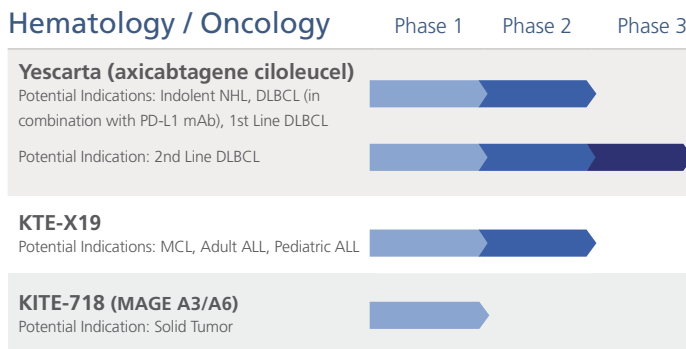 Hematology / Oncology Phase 1 Phase 2 Phase 3
Yescarta (axicabtagene ciloleucel)
Potential Indications: Indolent NHL, DLBCL (in
combination with PD-L1 mAb), 1st Line DLBCL
Potential Indication: 2nd Line DLBCL
KTE-X19
Potential Indications: MCL, Adult ALL, Pediatric ALL
KITE-718 (MAGE A3/A6)
Potential Indication: Solid Tumor